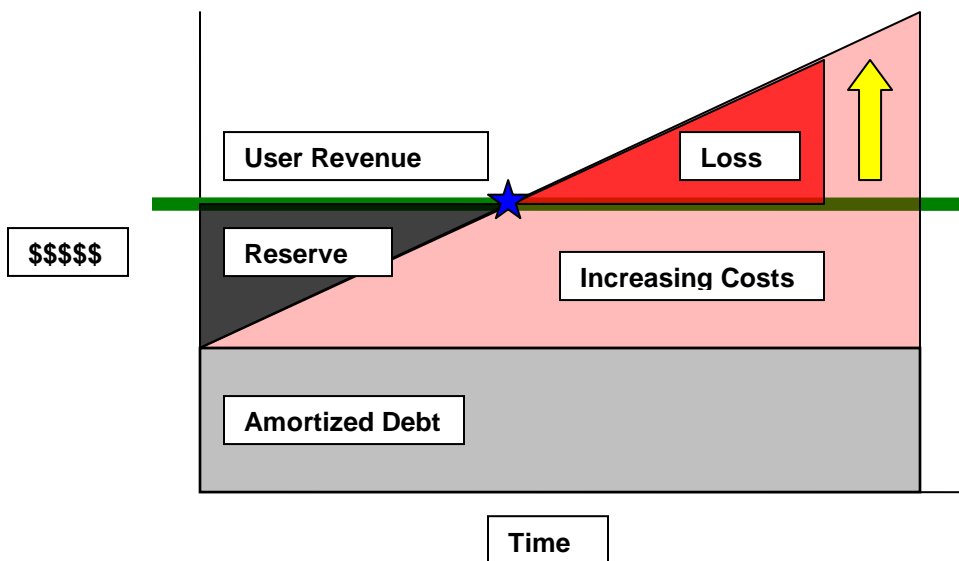 User Revenue
Loss
$$$$$
Reserve
Increasing Costs
Amortized Debt
Time